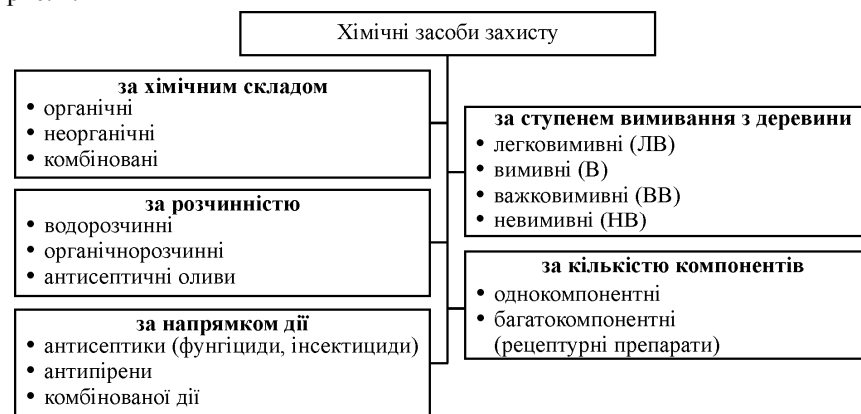 Хімічні засоби захисту
за хімічним складом
• органічні
• неорганічні
• комбіновані
за розчинністю
• водорозчинні
• органічнорозчинні
• антисептичні оливи
за напрямком дії
• антисептики (фунгіциди, інсектициди)
• антипірени
• комбінованої дії
за ступенем вимивання з деревини
• легковимивні (ЛВ)
• вимивні (В)
• важковимивні (ВВ)
• невимивні (НВ)
за кількістю компонентів
• однокомпонентні
• багатокомпонентні
(рецептурні препарати)